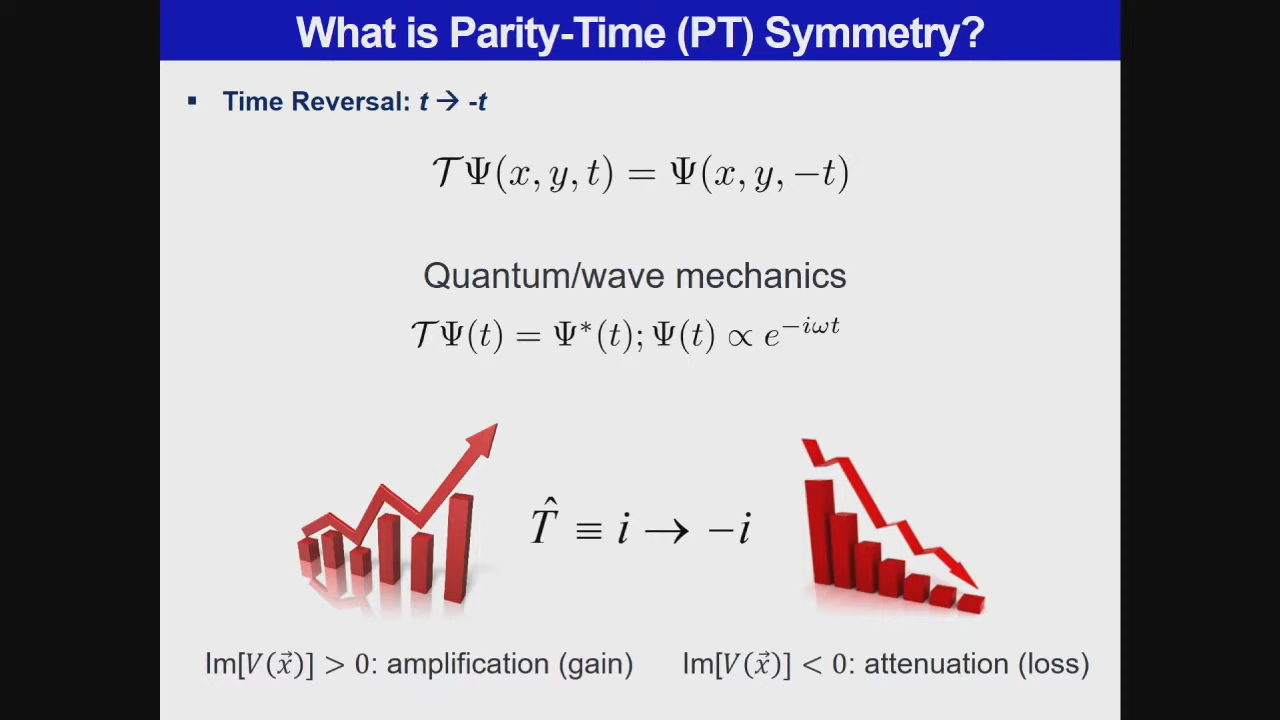 What is Parity-Time (PT) Symmetry?
▪ Time Reversal: t → -t
𝒯Ψ(x, y, t) = Ψ(x, y, −t)
Quantum/wave mechanics
𝒯Ψ(t) = Ψ*(t); Ψ(t) ∝ e^{−iωt}
T̂ ≡ i → −i
Im[V(x⃗)] > 0: amplification (gain)
Im[V(x⃗)] < 0: attenuation (loss)